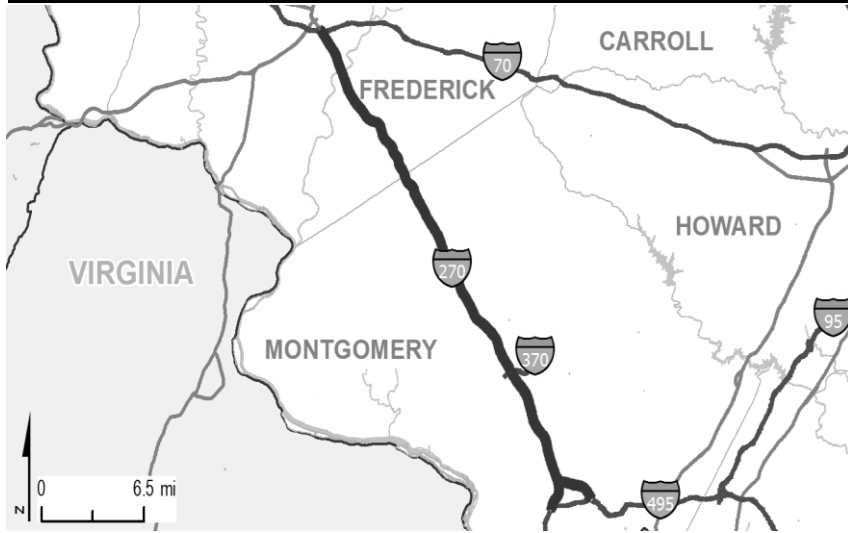 CARROLL
70
FREDERICK
HOWARD
VIRGINIA
270
95
MONTGOMERY
370
N
0 6.5 mi
495